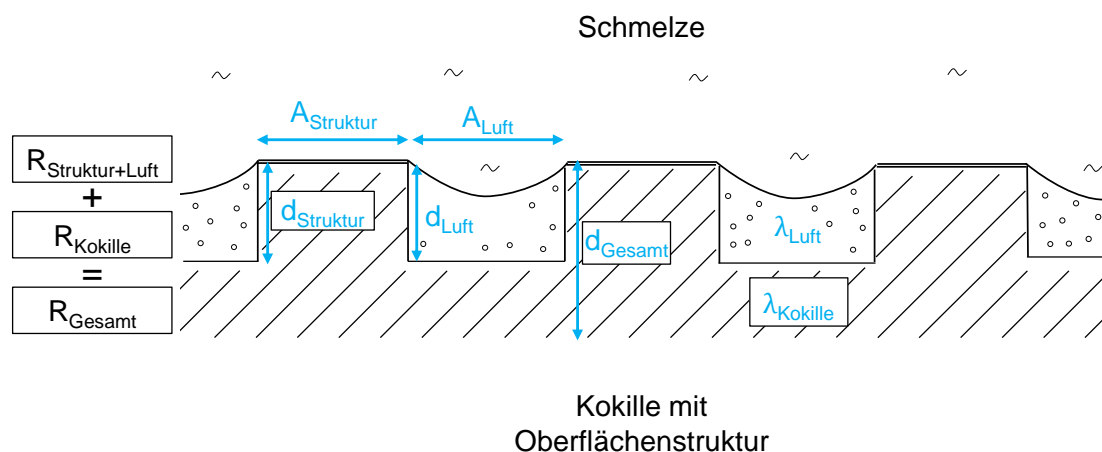 Schmelze
A_Struktur
A_Luft
R_Struktur+Luft
+
R_Kokille
=
R_Gesamt
d_Struktur
d_Luft
d_Gesamt
λ_Luft
λ_Kokille
Kokille mit
Oberflächenstruktur